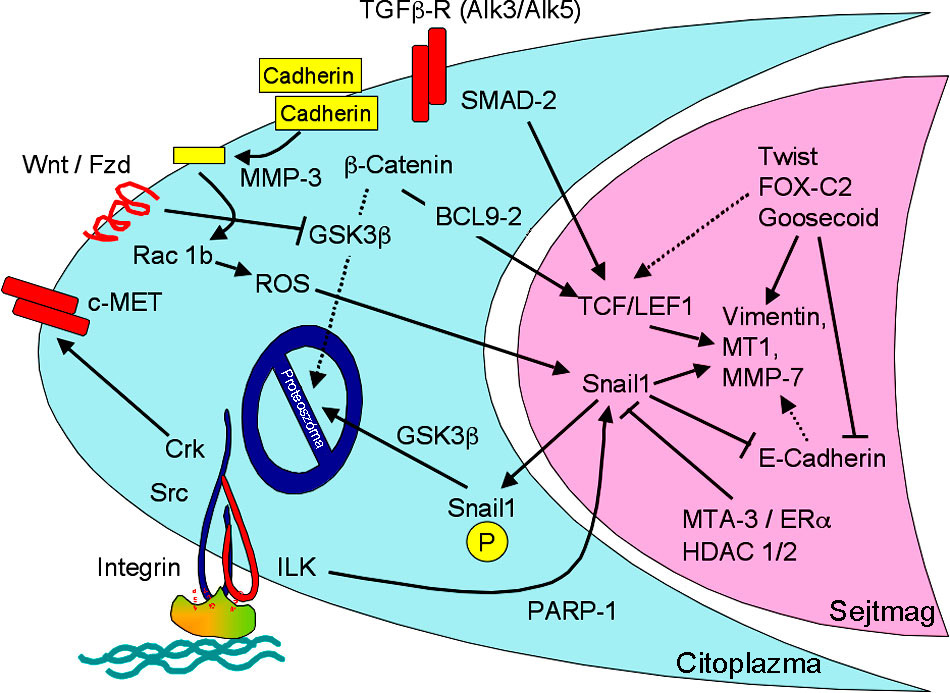 TGFβ-R (Alk3/Alk5)
Cadherin
Cadherin
SMAD-2
Wnt / Fzd
MMP-3
β-Catenin
Twist
FOX-C2
Goosecoid
BCL9-2
GSK3β
Rac 1b
ROS
c-MET
TCF/LEF1
Vimentin,
MT1,
MMP-7
Snail1
Proteoszóma
GSK3β
Crk
E-Cadherin
Src
Snail1
P
MTA-3 / ERα
HDAC 1/2
Integrin
ILK
PARP-1
Sejtmag
Citoplazma